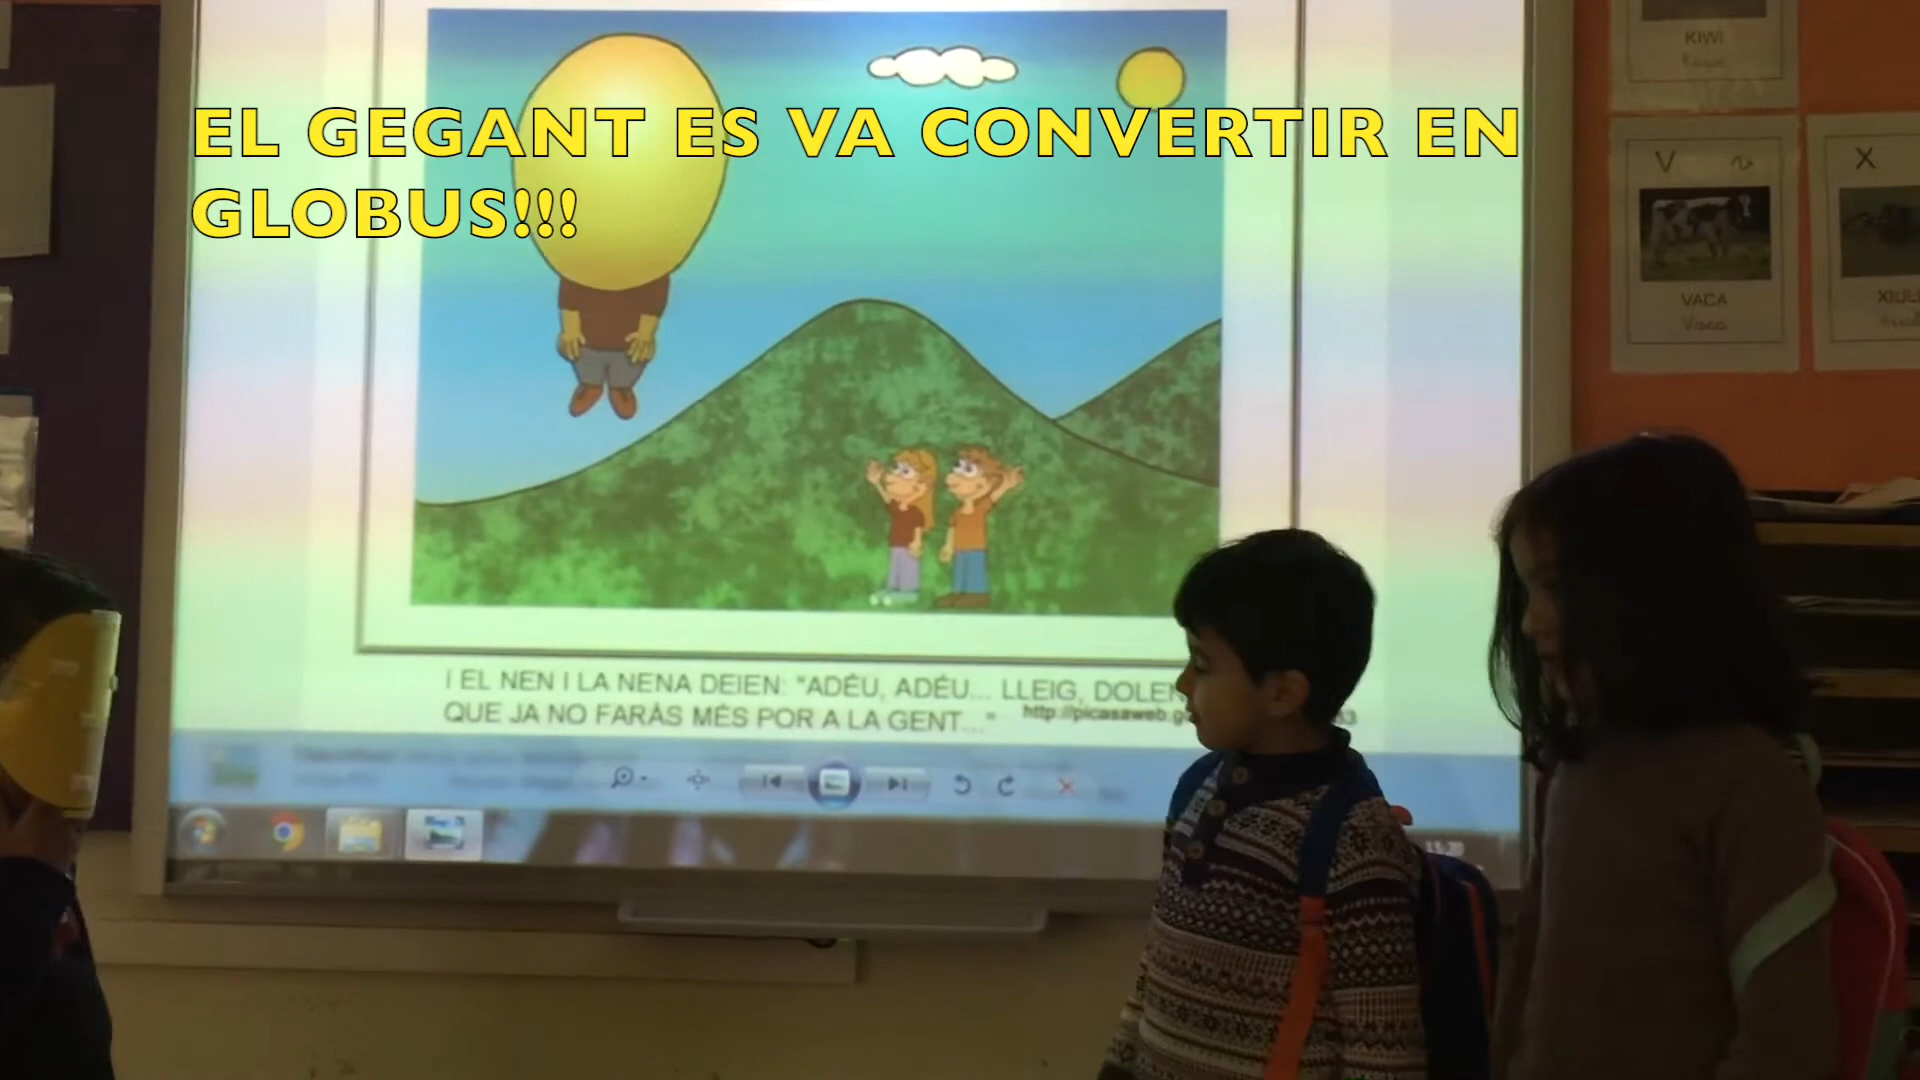 EL GEGANT ES VA CONVERTIR EN
GLOBUS!!!
I EL NEN I LA NENA DEIEN: "ADÉU, ADÉU... LLEIG,
QUE JA NO FARÀS MÉS POR A LA GENT..."
KIWI
V
VACA
Vaca
X